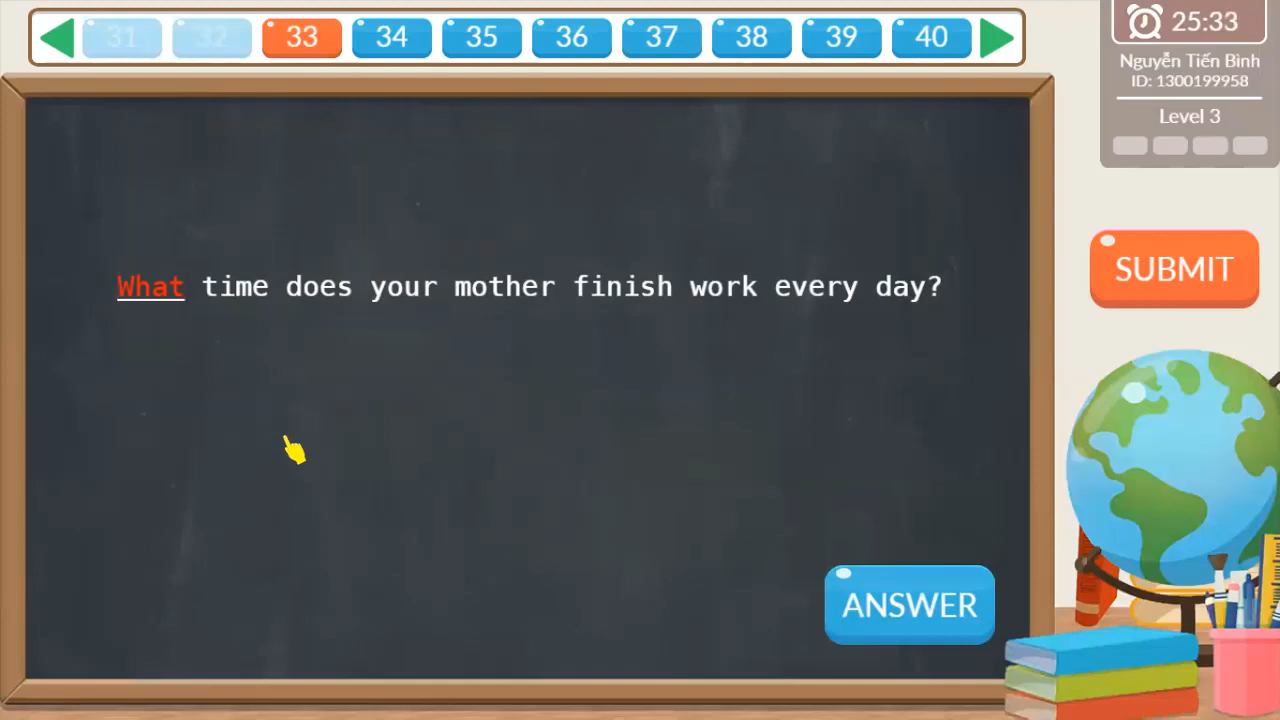 31 32 33 34 35 36 37 38 39 40
25:33
Nguyễn Tiến Bình
ID: 1300199958
Level 3
What time does your mother finish work every day?
SUBMIT
ANSWER